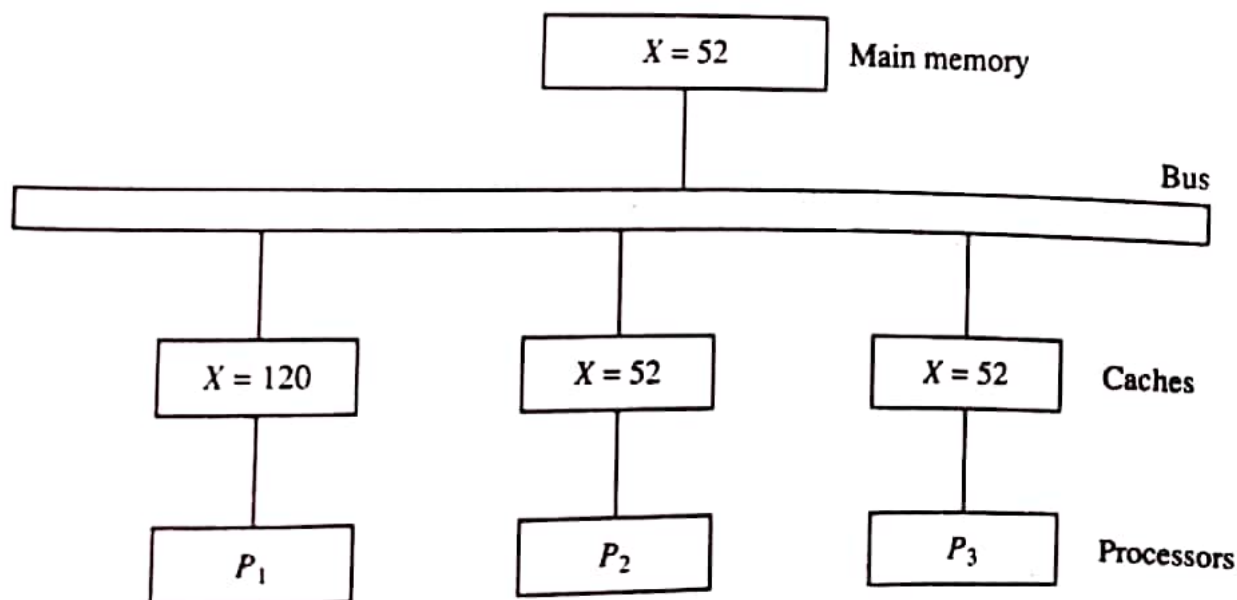 X = 52
Main memory
Bus
X = 120
X = 52
X = 52
Caches
P₁
P₂
P₃
Processors